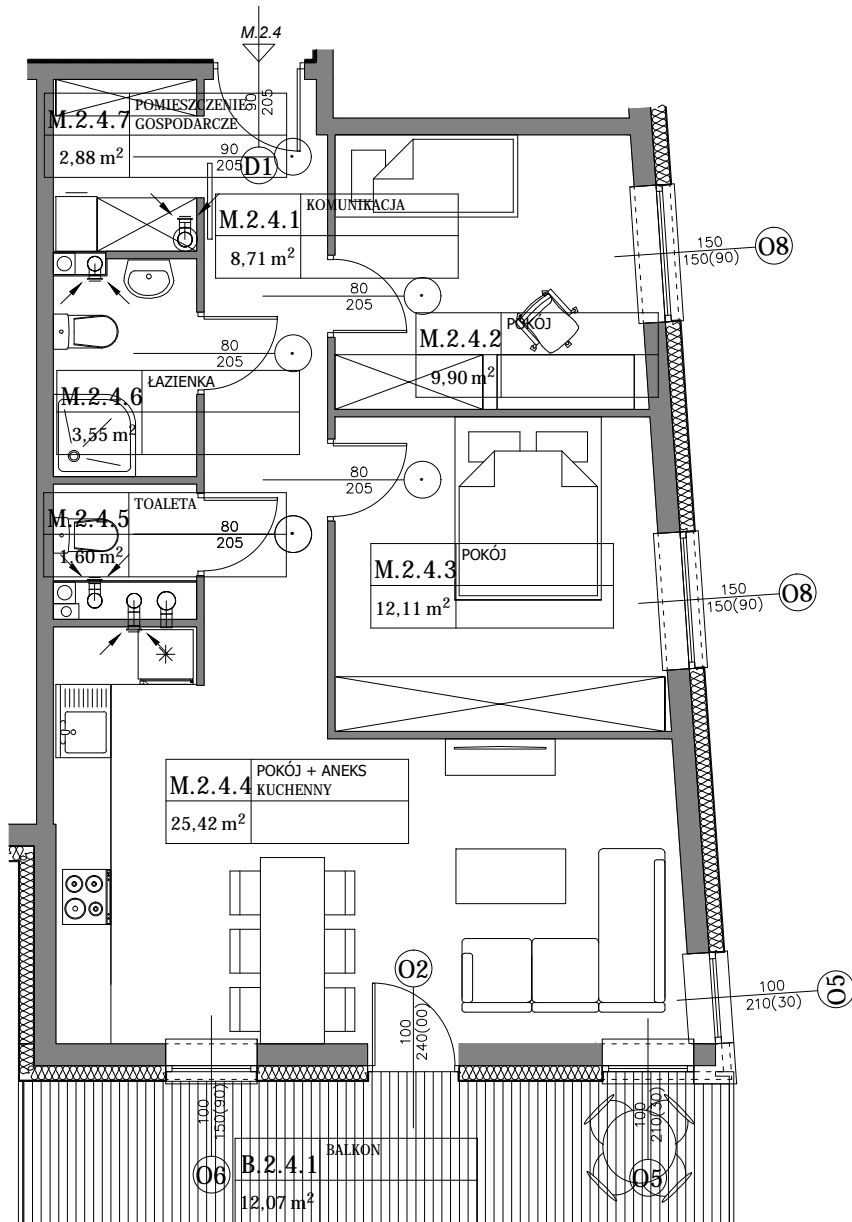 M.2.4
90
205
M.2.4.7
POMIESZCZENIE
GOSPODARCZE
2,88 m²
90
205
D1
M.2.4.1
KOMUNIKACJA
8,71 m²
150
150(90)
O8
80
205
M.2.4.2
POKÓJ
9,90 m²
80
205
M.2.4.6
ŁAZIENKA
3,55 m²
80
205
M.2.4.5
TOALETA
1,60 m²
80
205
M.2.4.3
POKÓJ
12,11 m²
150
150(90)
O8
M.2.4.4
POKÓJ + ANEKS
KUCHENNY
25,42 m²
O2
100
240(00)
100
210(30)
O5
100
150(90)
O6
100
210(30)
O5
B.2.4.1
BALKON
12,07 m²